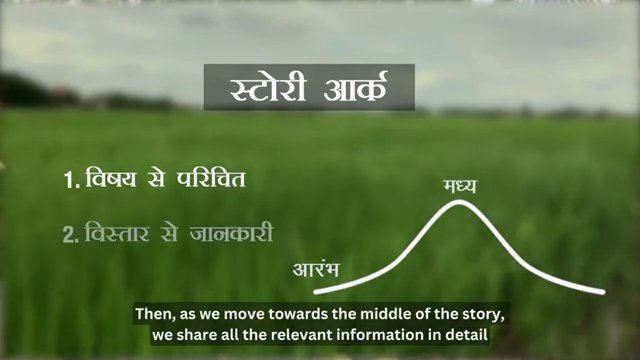 स्टोरी आर्क
1. विषय से परिचित
मध्य
2. विस्तार से जानकारी
आरंभ
Then, as we move towards the middle of the story,
we share all the relevant information in detail